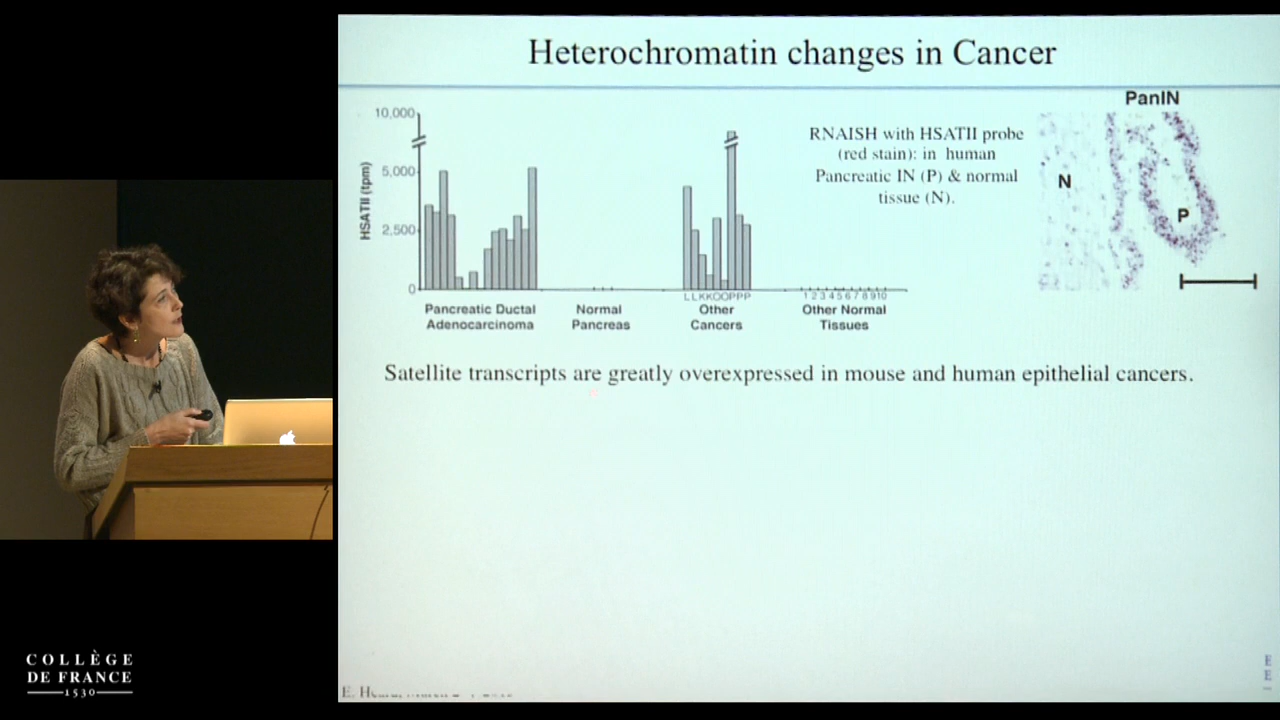 Heterochromatin changes in Cancer
10,000
5,000
2,500
0
HSATII (tpm)
Pancreatic Ductal
Adenocarcinoma
Normal
Pancreas
LLKKOOPPP
Other
Cancers
1 2 3 4 5 6 7 8 9 10
Other Normal
Tissues
RNAISH with HSATII probe
(red stain): in human
Pancreatic IN (P) & normal
tissue (N).
PanIN
N
P
Satellite transcripts are greatly overexpressed in mouse and human epithelial cancers.
COLLÈGE
DE FRANCE
1530
E. H
E
E